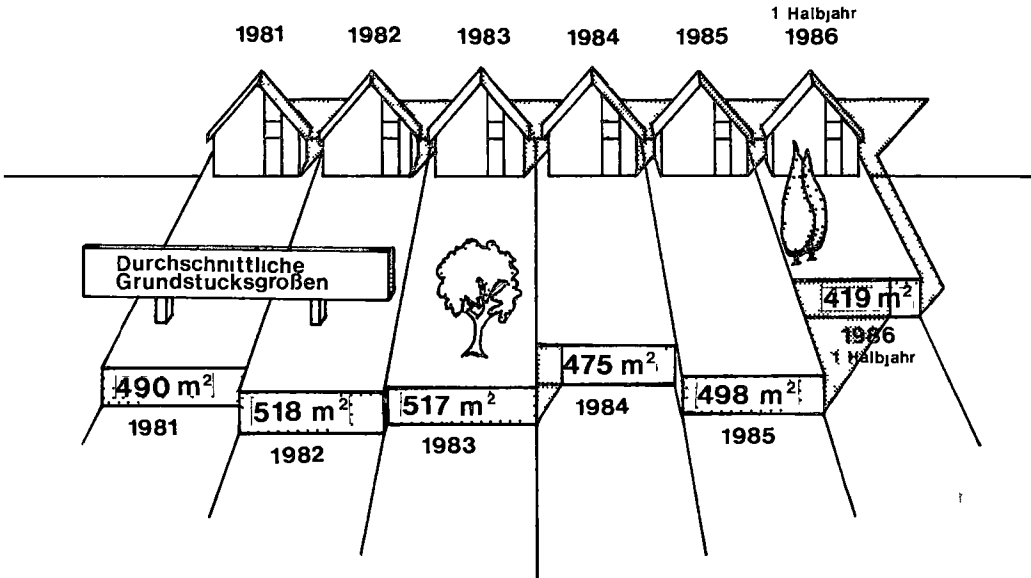 1 Halbjahr
1981 1982 1983 1984 1985 1986
Durchschnittliche
Grundstucksgroßen
419 m²
1986
1 Halbjahr
475 m²
490 m²
498 m²
518 m²
517 m²
1984
1981
1985
1983
1982